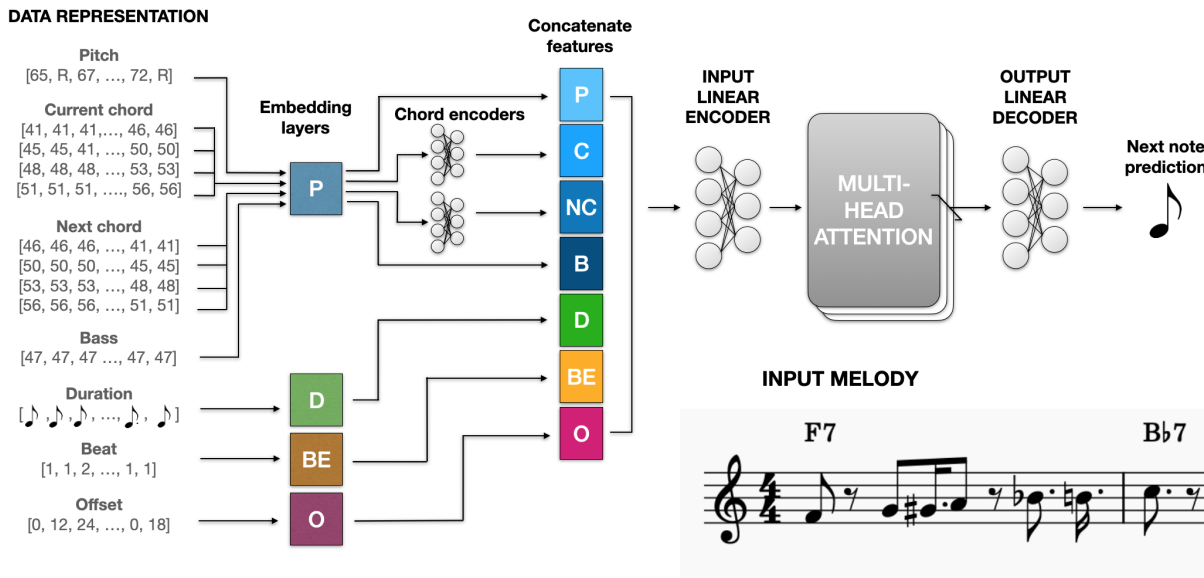 DATA REPRESENTATION
Pitch
[65, R, 67, ..., 72, R]
Current chord
[41, 41, 41,..., 46, 46]
[45, 45, 41, ..., 50, 50]
[48, 48, 48, ..., 53, 53]
[51, 51, 51, ...., 56, 56]
Next chord
[46, 46, 46, ..., 41, 41]
[50, 50, 50, ..., 45, 45]
[53, 53, 53, ..., 48, 48]
[56, 56, 56, ..., 51, 51]
Bass
[47, 47, 47 ..., 47, 47]
Duration
[♪, ♪, ♪, ..., ♪., ♪]
Beat
[1, 1, 2, ..., 1, 1]
Offset
[0, 12, 24, ..., 0, 18]
Embedding
layers
P
D
BE
O
Chord encoders
Concatenate
features
P
C
NC
B
D
BE
O
INPUT
LINEAR
ENCODER
MULTI-
HEAD
ATTENTION
OUTPUT
LINEAR
DECODER
Next note
prediction
INPUT MELODY
F7
B♭7
4
4